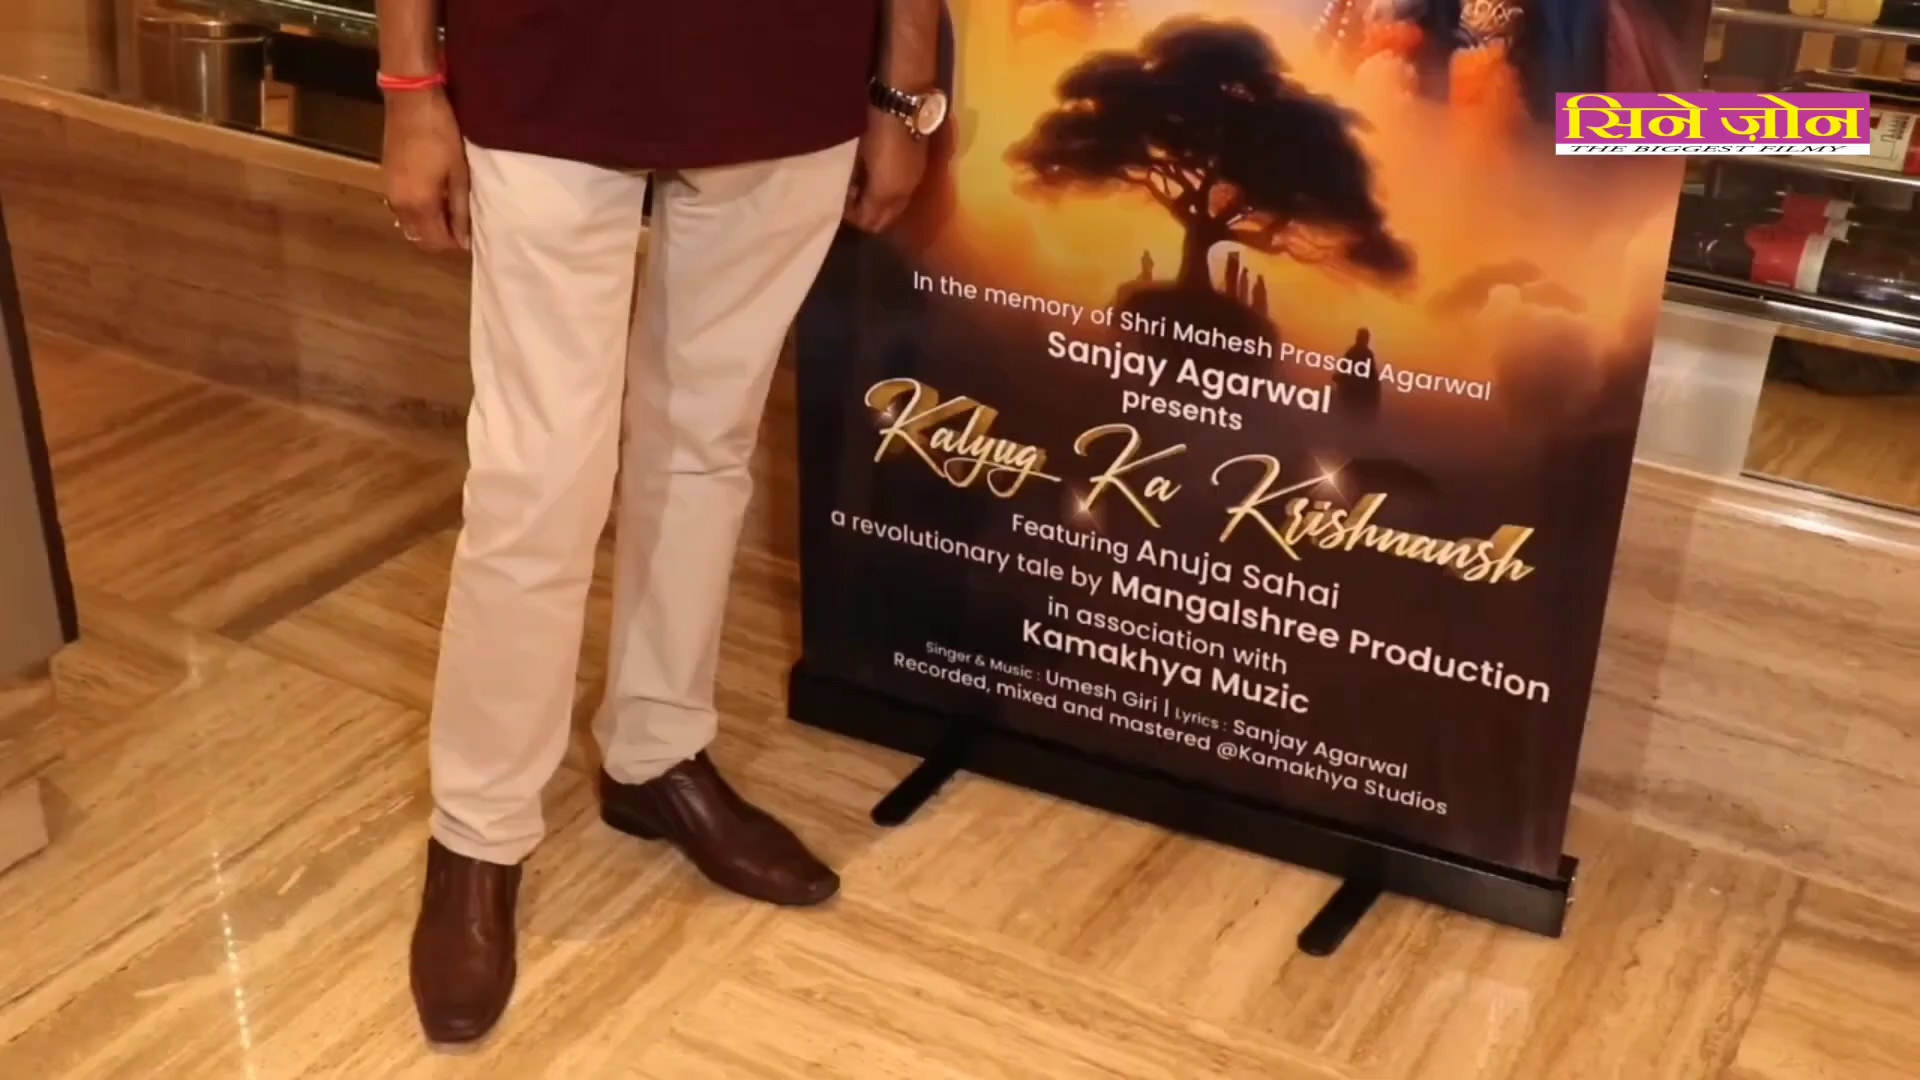 सिने ज़ोन
THE BIGGEST FILMY
In the memory of Shri Mahesh Prasad Agarwal
Sanjay Agarwal
presents
Kalyug Ka Krishnansh
Featuring Anuja Sahai
a revolutionary tale by Mangalshree Production
in association with
Kamakhya Muzic
Singer & Music : Umesh Giri | Lyrics : Sanjay Agarwal
Recorded, mixed and mastered @Kamakhya Studios